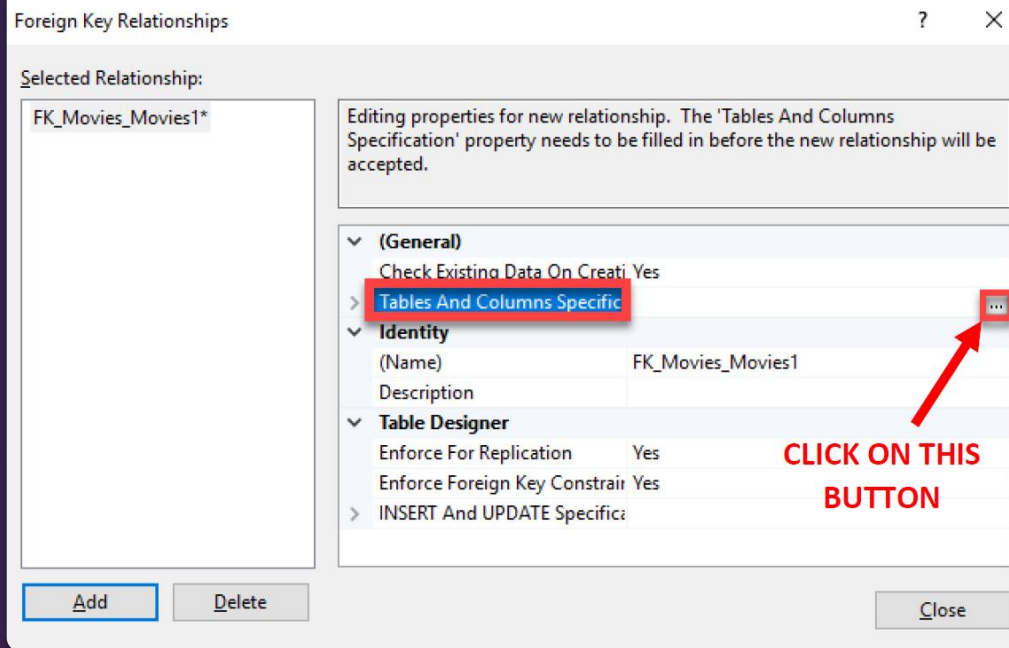 Foreign Key Relationships
?
Selected Relationship:
FK_Movies_Movies1*
Editing properties for new relationship. The 'Tables And Columns
Specification' property needs to be filled in before the new relationship will be
accepted.
(General)
Check Existing Data On Creati Yes
Tables And Columns Specific
...
Identity
(Name) FK_Movies_Movies1
Description
Table Designer
Enforce For Replication Yes
Enforce Foreign Key Constrair Yes
INSERT And UPDATE Specifica
CLICK ON THIS
BUTTON
Add Delete
Close